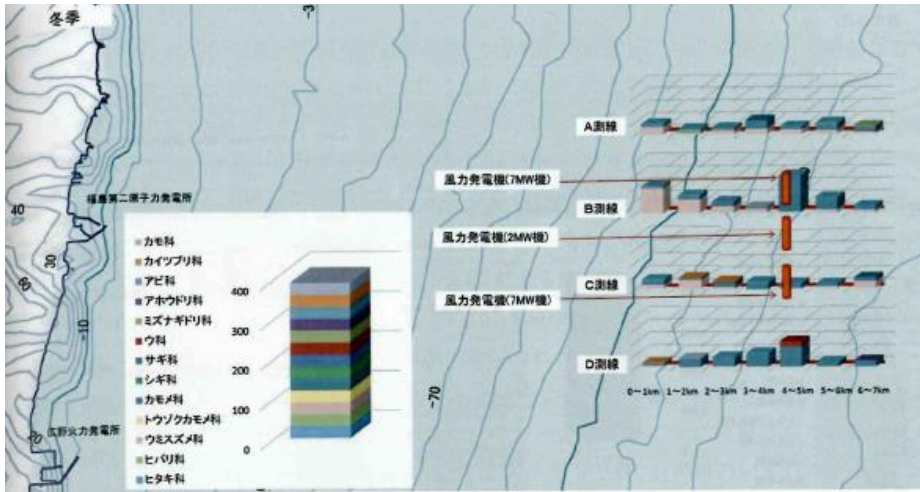 冬季
-3
A測線
風力発電機(7MW機)
福島第二原子力発電所
B測線
40
風力発電機(2MW機)
カモ科
カイツブリ科
アビ科
アホウドリ科
ミズナギドリ科
ウ科
サギ科
シギ科
カモメ科
トウゾクカモメ科
ウミスズメ科
ヒバリ科
ヒタキ科
400
300
200
100
0
30
C測線
風力発電機(7MW機)
-10
D測線
0～1km
1～2km
2～3km
3～4km
4～5km
5～6km
6～7km
-70
広野火力発電所